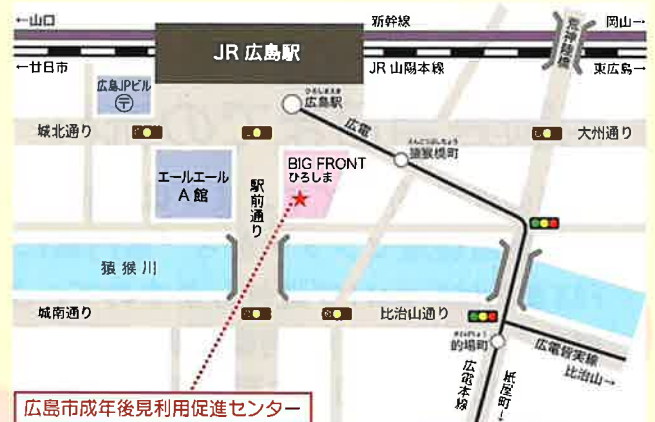 ←山口
新幹線
岡山→
荒神陸橋
JR 広島駅
←廿日市
JR 山陽本線
東広島→
広島JPビル
〒
ひろしまえき
広島駅
城北通り
広電
えんこうばしちょう
猿猴橋町
大州通り
エールエール
A 館
駅前通り
BIG FRONT
ひろしま
猿猴川
城南通り
比治山通り
まとばちょう
的場町
広電皆実線
比治山→
広電本線
紙屋町→
広島市成年後見利用促進センター